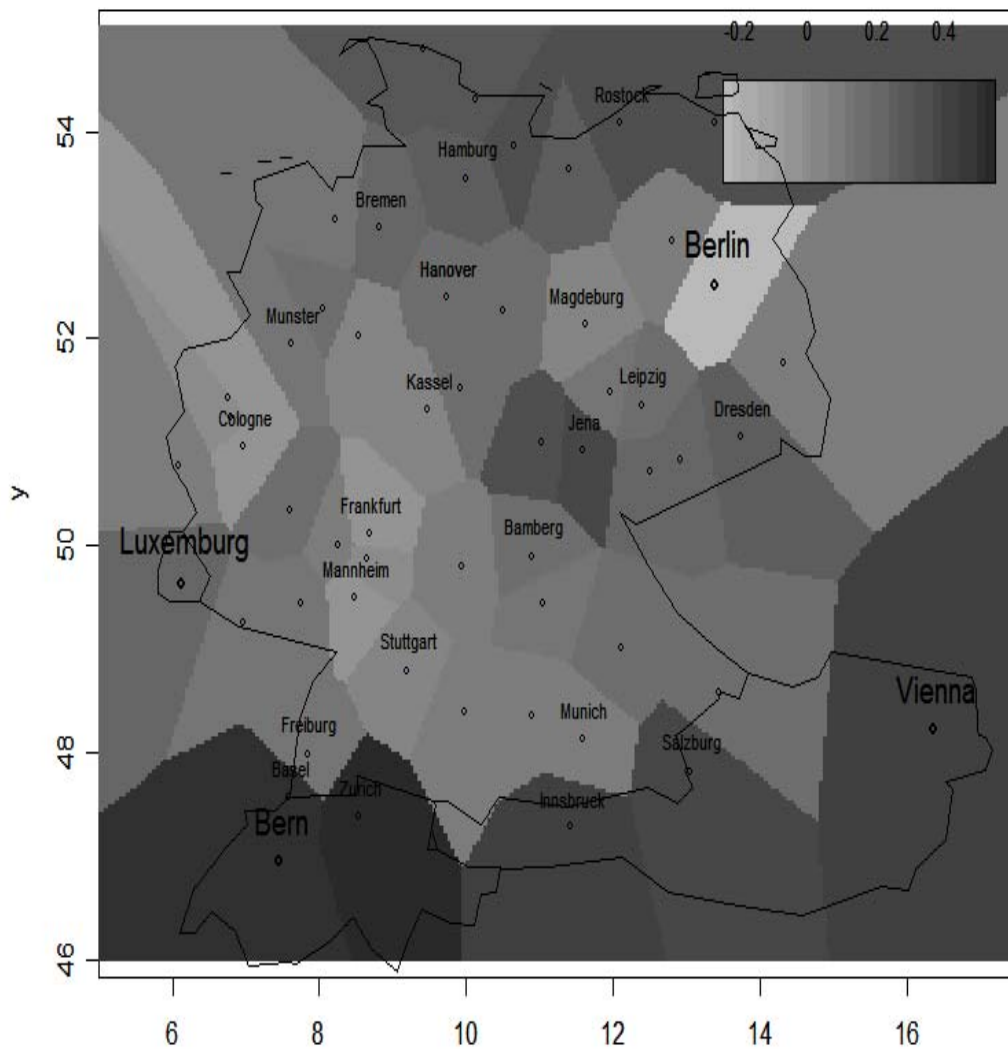 -0.2 0 0.2 0.4
Rostock
54
Hamburg
Bremen
Berlin
Hanover
Magdeburg
Munster
52
Leipzig
Kassel
Dresden
Cologne
Jena
y
Frankfurt
Bamberg
Luxemburg
50
Mannheim
Stuttgart
Vienna
Munich
Freiburg
Salzburg
48
Basel
Zurich
Innsbruck
Bern
46
6 8 10 12 14 16